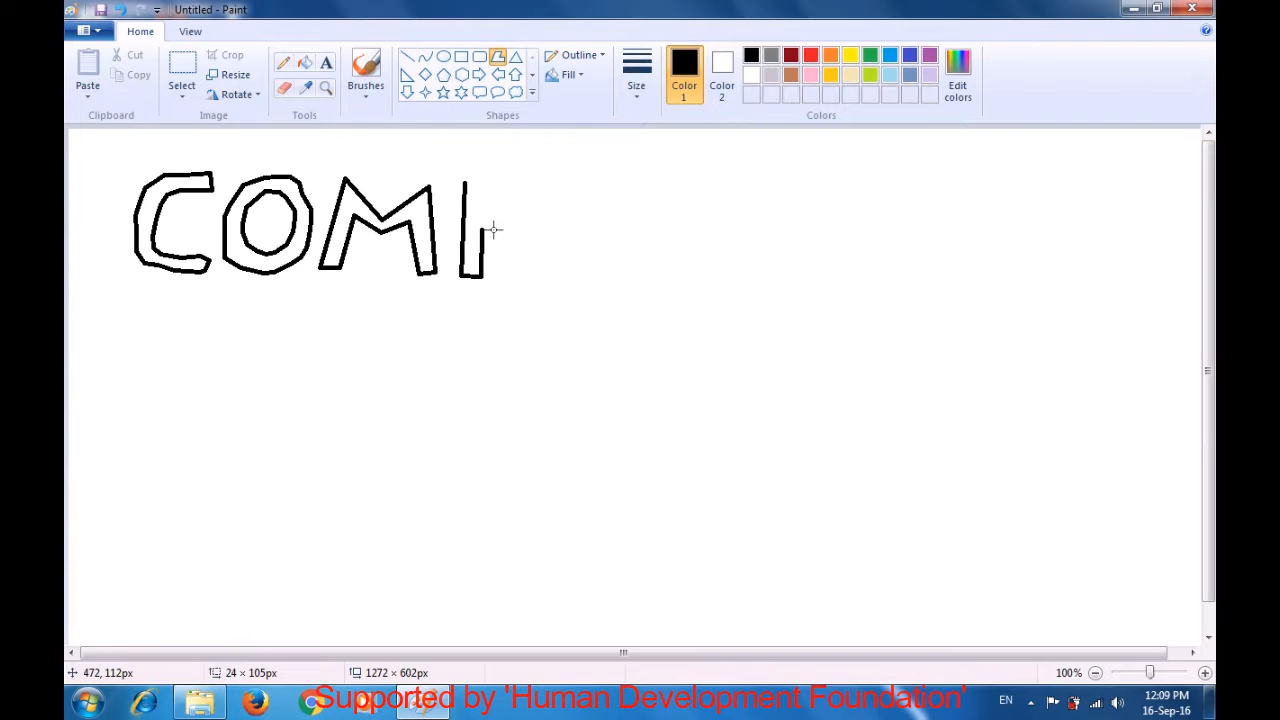 Untitled - Paint
Home
View
Paste
Cut
Copy
Clipboard
Select
Crop
Resize
Rotate
Image
A
Tools
Brushes
Shapes
Outline
Fill
Size
Color 1
Color 2
Edit colors
Colors
COM
472, 112px
24 × 105px
1272 × 602px
100%
EN
12:09 PM
16-Sep-16
Supported by 'Human Development Foundation'